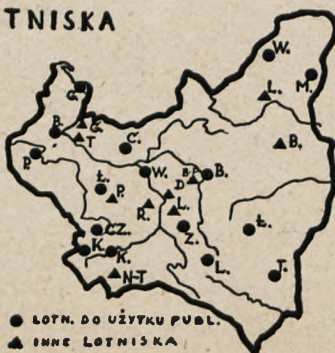 TNISKA
W.
M.
G.
L.
B.
G.
T
C.
B.
P.
W.
B-P
B.
Ł.
P.
D
R.
L.
CZ.
Z.
Ł.
K.
K.
L.
T.
N-T
● LOTN. DO UŻYTKU PUBL.
▲ INNE LOTNISKA